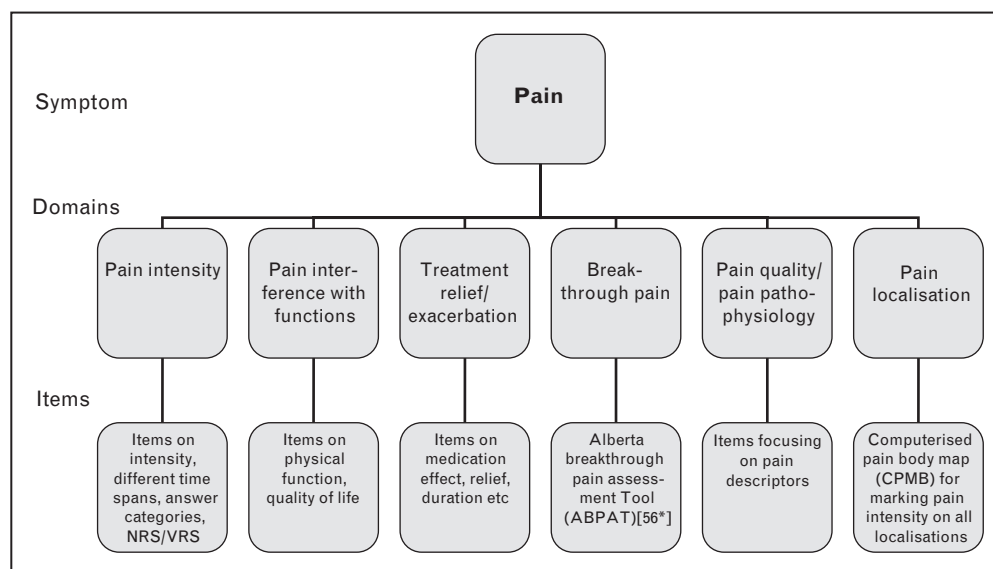 Symptom
Pain
Domains
Pain intensity
Pain inter-
ference with
functions
Treatment
relief/
exacerbation
Break-
through pain
Pain quality/
pain patho-
physiology
Pain
localisation
Items
Items on
intensity,
different time
spans, answer
categories,
NRS/VRS
Items on
physical
function,
quality of life
Items on
medication
effect, relief,
duration etc
Alberta
breakthrough
pain assess-
ment Tool
(ABPAT)[56*]
Items focusing
on pain
descriptors
Computerised
pain body map
(CPMB) for
marking pain
intensity on all
localisations